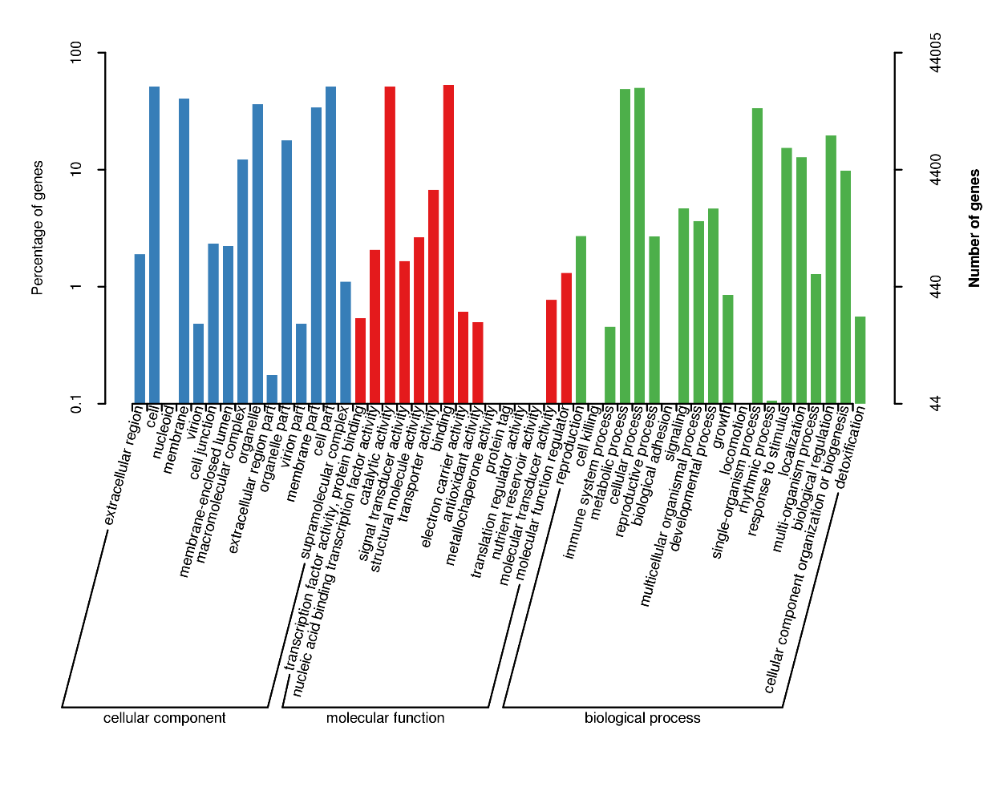 Percentage of genes
100
10
1
0.1
44005
4400
440
44
Number of genes
extracellular region
cell
nucleoid
membrane
virion
cell junction
membrane-enclosed lumen
macromolecular complex
organelle
extracellular region part
organelle part
virion part
membrane part
cell part
supramolecular complex
transcription factor activity, protein binding
nucleic acid binding transcription factor activity
catalytic activity
signal transducer activity
structural molecule activity
transporter activity
binding
electron carrier activity
antioxidant activity
metallochaperone activity
protein tag
translation regulator activity
nutrient reservoir activity
molecular transducer activity
molecular function regulator
reproduction
cell killing
immune system process
metabolic process
cellular process
reproductive process
biological adhesion
signaling
multicellular organismal process
developmental process
growth
locomotion
single-organism process
rhythmic process
response to stimulus
localization
multi-organism process
biological regulation
cellular component organization or biogenesis
detoxification
cellular component
molecular function
biological process